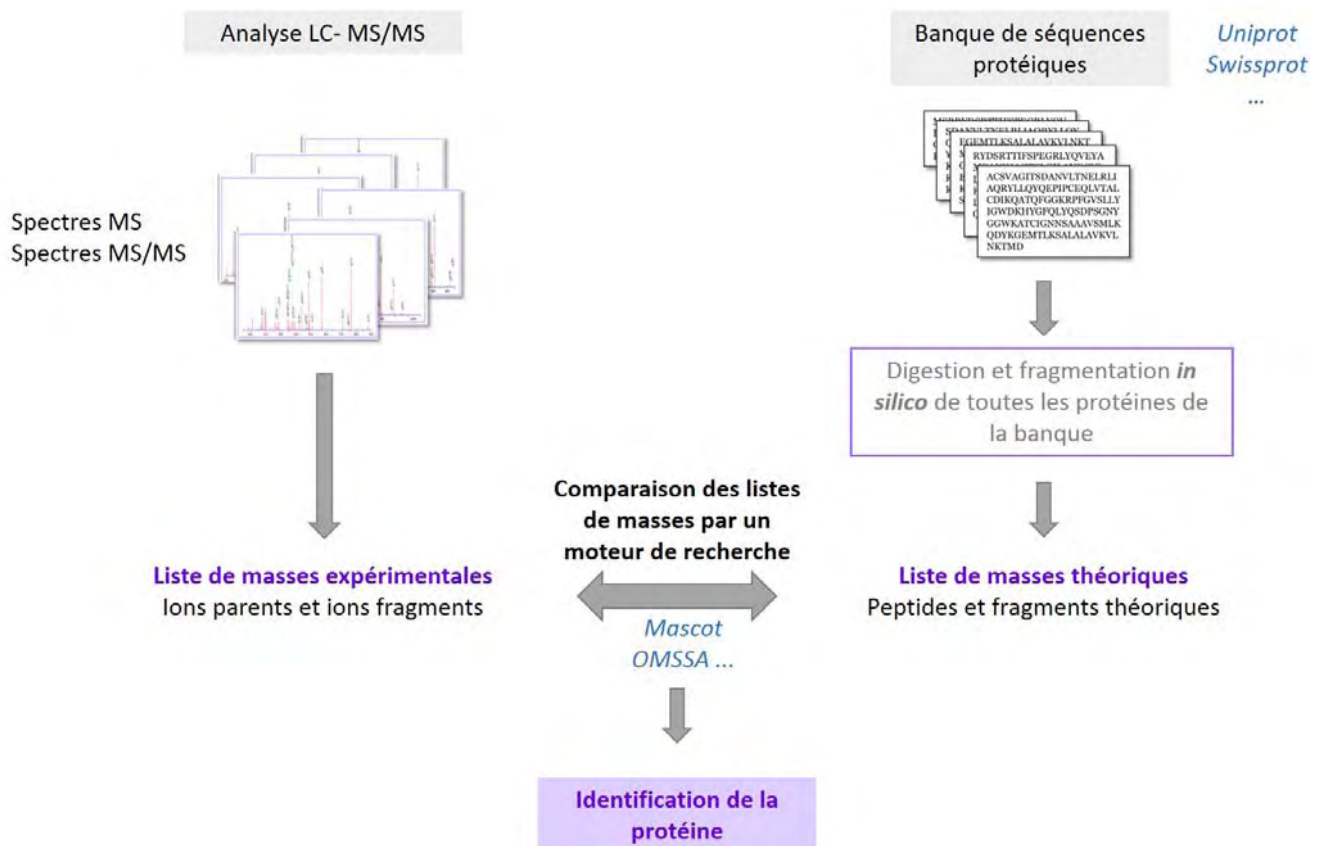 Analyse LC- MS/MS
Banque de séquences
protéiques
Uniprot
Swissprot
...
EGEMTLKSALALAVKVLNKT
RYDSRTTIFSPEGRLYQVEYA
ACSVAGITSDANVLTNELRLI
AQRYLLQYQEPIPCEQLVTAL
CDIKQATQFGGKRPFGVSLLY
IGWDKHYGFQLYQSDPSGNY
GGWKATCIGNNSAAAVSMLK
QDYKGEMTLKSALALAVKVL
NKTMD
Spectres MS
Spectres MS/MS
Digestion et fragmentation in
silico de toutes les protéines de
la banque
Comparaison des listes
de masses par un
moteur de recherche
Liste de masses expérimentales
Ions parents et ions fragments
Liste de masses théoriques
Peptides et fragments théoriques
Mascot
OMSSA ...
Identification de la
protéine